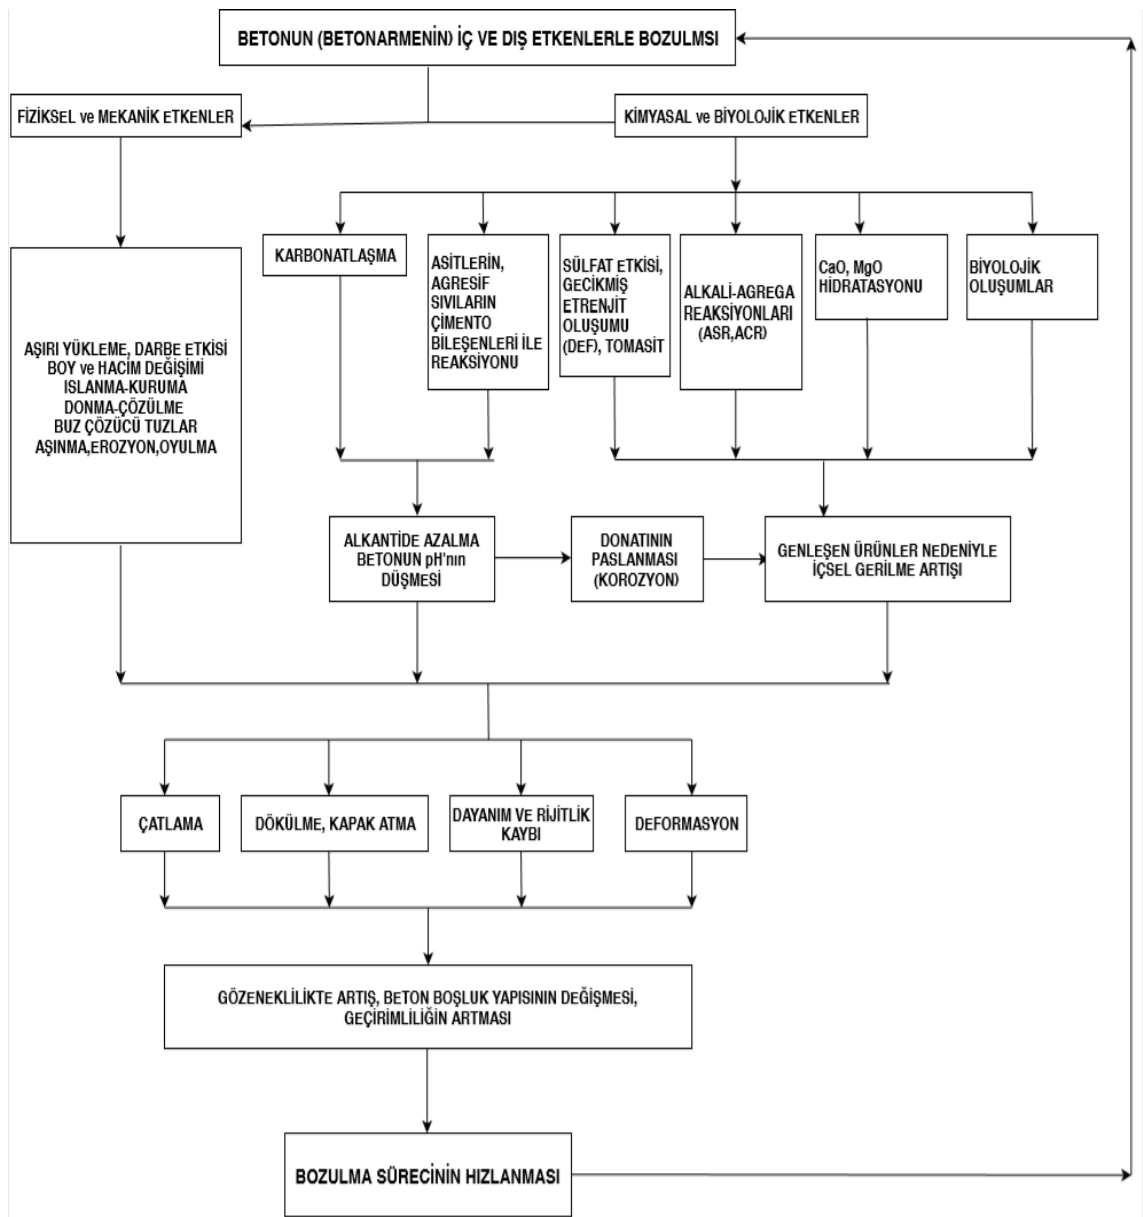 BETONUN (BETONARMENİN) İÇ VE DIŞ ETKENLERLE BOZULMSI
FİZİKSEL ve MEKANİK ETKENLER
KİMYASAL ve BİYOLOJİK ETKENLER
AŞIRI YÜKLEME, DARBE ETKİSİ
BOY ve HACİM DEĞİŞİMİ
ISLANMA-KURUMA
DONMA-ÇÖZÜLME
BUZ ÇÖZÜCÜ TUZLAR
AŞINMA,EROZYON,OYULMA
KARBONATLAŞMA
ASİTLERİN,
AGRESİF
SIVILARIN
ÇİMENTO
BİLEŞENLERİ İLE
REAKSİYONU
SÜLFAT ETKİSİ,
GECİKMİŞ
ETRENJİT
OLUŞUMU
(DEF), TOMASİT
ALKALİ-AGREGA
REAKSİYONLARI
(ASR,ACR)
CaO, MgO
HİDRATASYONU
BİYOLOJİK
OLUŞUMLAR
ALKANTİDE AZALMA
BETONUN pH'nın
DÜŞMESİ
DONATININ
PASLANMASI
(KOROZYON)
GENLEŞEN ÜRÜNLER NEDENİYLE
İÇSEL GERİLME ARTIŞI
ÇATLAMA
DÖKÜLME, KAPAK ATMA
DAYANIM VE RİJİTLİK
KAYBI
DEFORMASYON
GÖZENEKLİLİKTE ARTIŞ, BETON BOŞLUK YAPISININ DEĞİŞMESİ,
GEÇİRİMLİLİĞİN ARTMASI
BOZULMA SÜRECİNİN HIZLANMASI